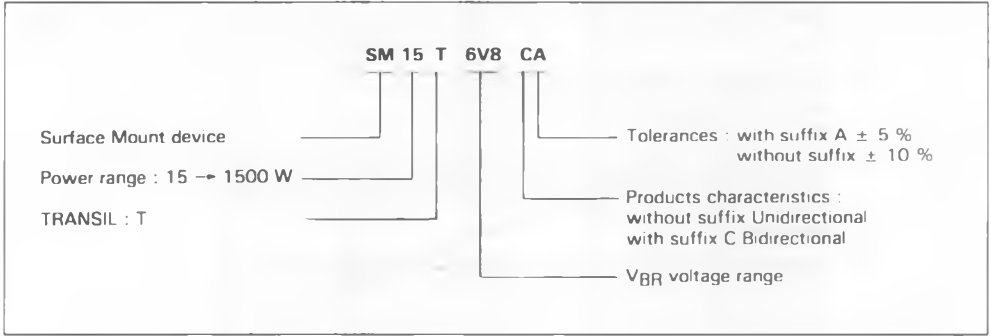 SM 15 T 6V8 CA
Surface Mount device
Power range : 15 → 1500 W
TRANSIL : T
Tolerances : with suffix A ± 5 %
without suffix ± 10 %
Products characteristics :
without suffix Unidirectional
with suffix C Bidirectional
VBR voltage range